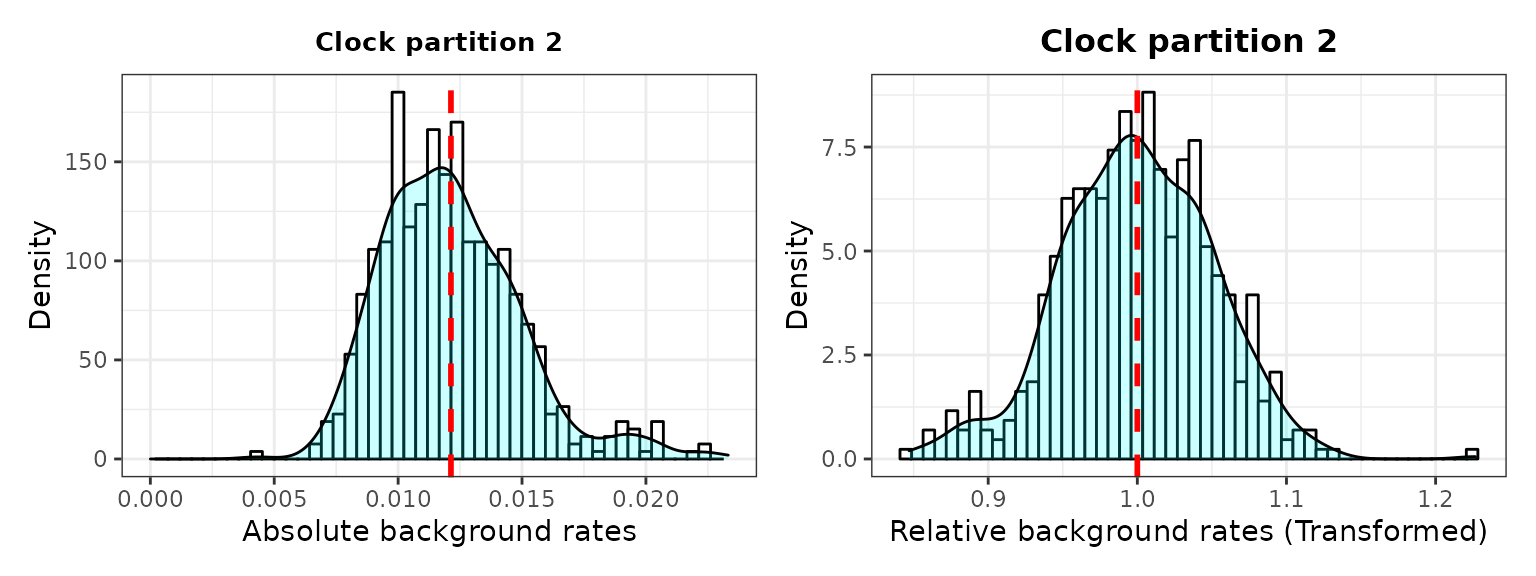 Clock partition 2
Density
150
100
50
0
0.000 0.005 0.010 0.015 0.020
Absolute background rates
Clock partition 2
Density
7.5
5.0
2.5
0.0
0.9 1.0 1.1 1.2
Relative background rates (Transformed)